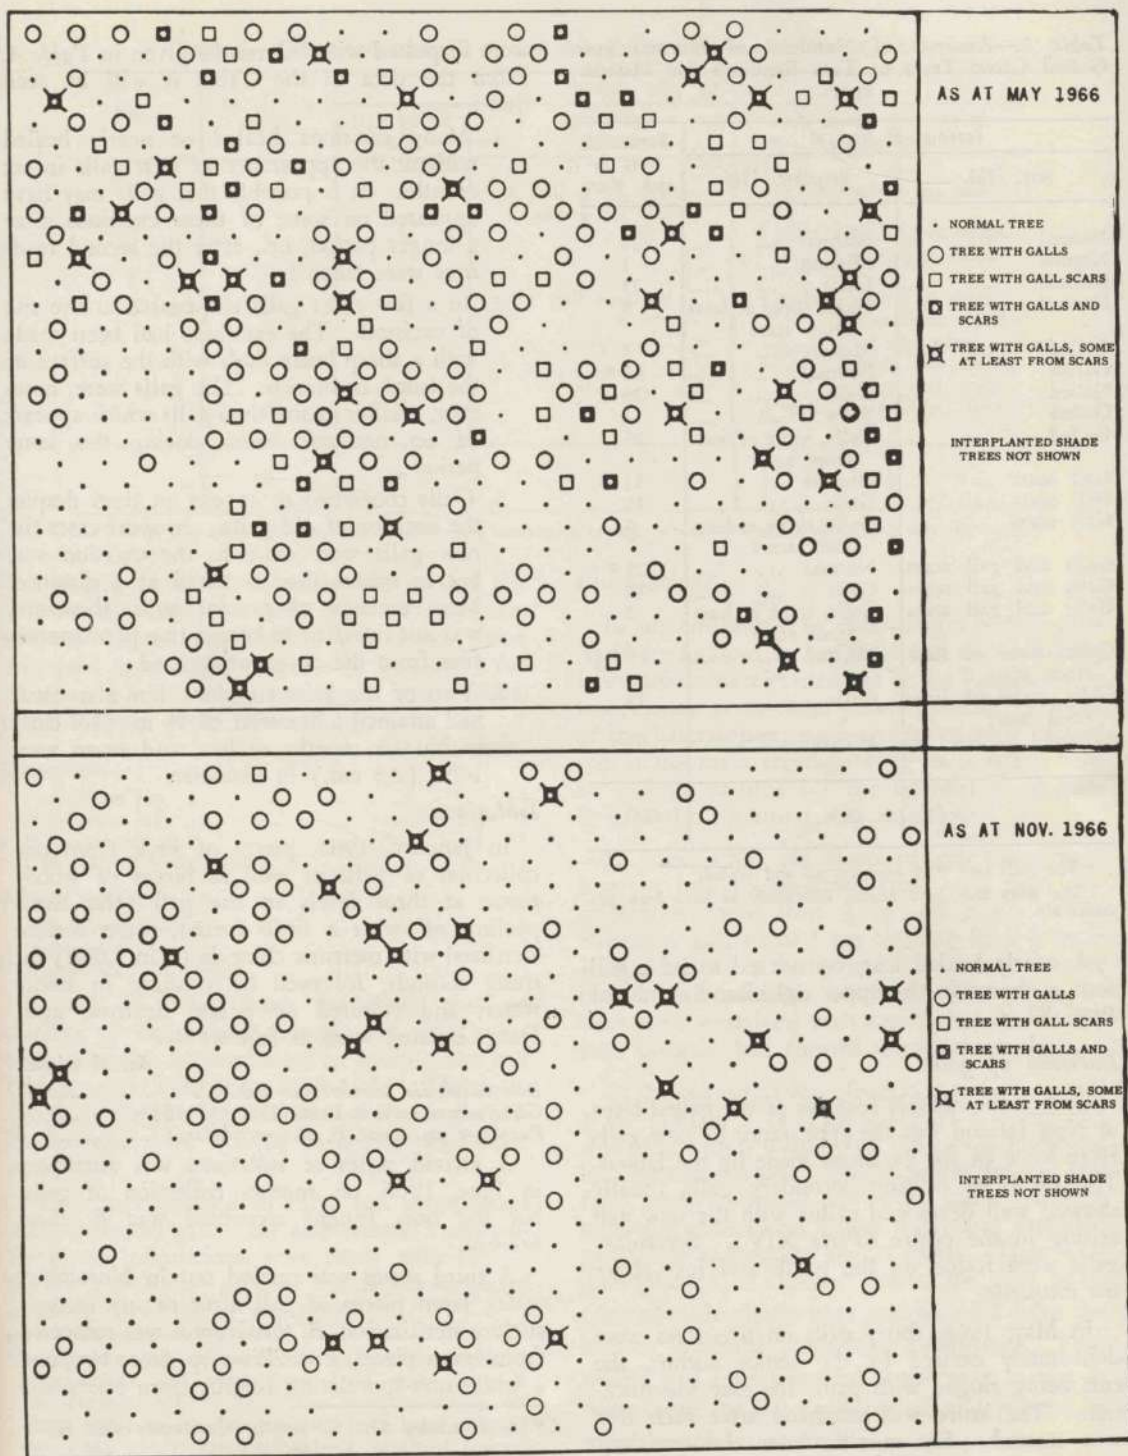 AS AT MAY 1966
NORMAL TREE
TREE WITH GALLS
TREE WITH GALL SCARS
TREE WITH GALLS AND
SCARS
TREE WITH GALLS, SOME
AT LEAST FROM SCARS
INTERPLANTED SHADE
TREES NOT SHOWN
AS AT NOV. 1966
NORMAL TREE
TREE WITH GALLS
TREE WITH GALL SCARS
TREE WITH GALLS AND
SCARS
TREE WITH GALLS, SOME
AT LEAST FROM SCARS
INTERPLANTED SHADE
TREES NOT SHOWN